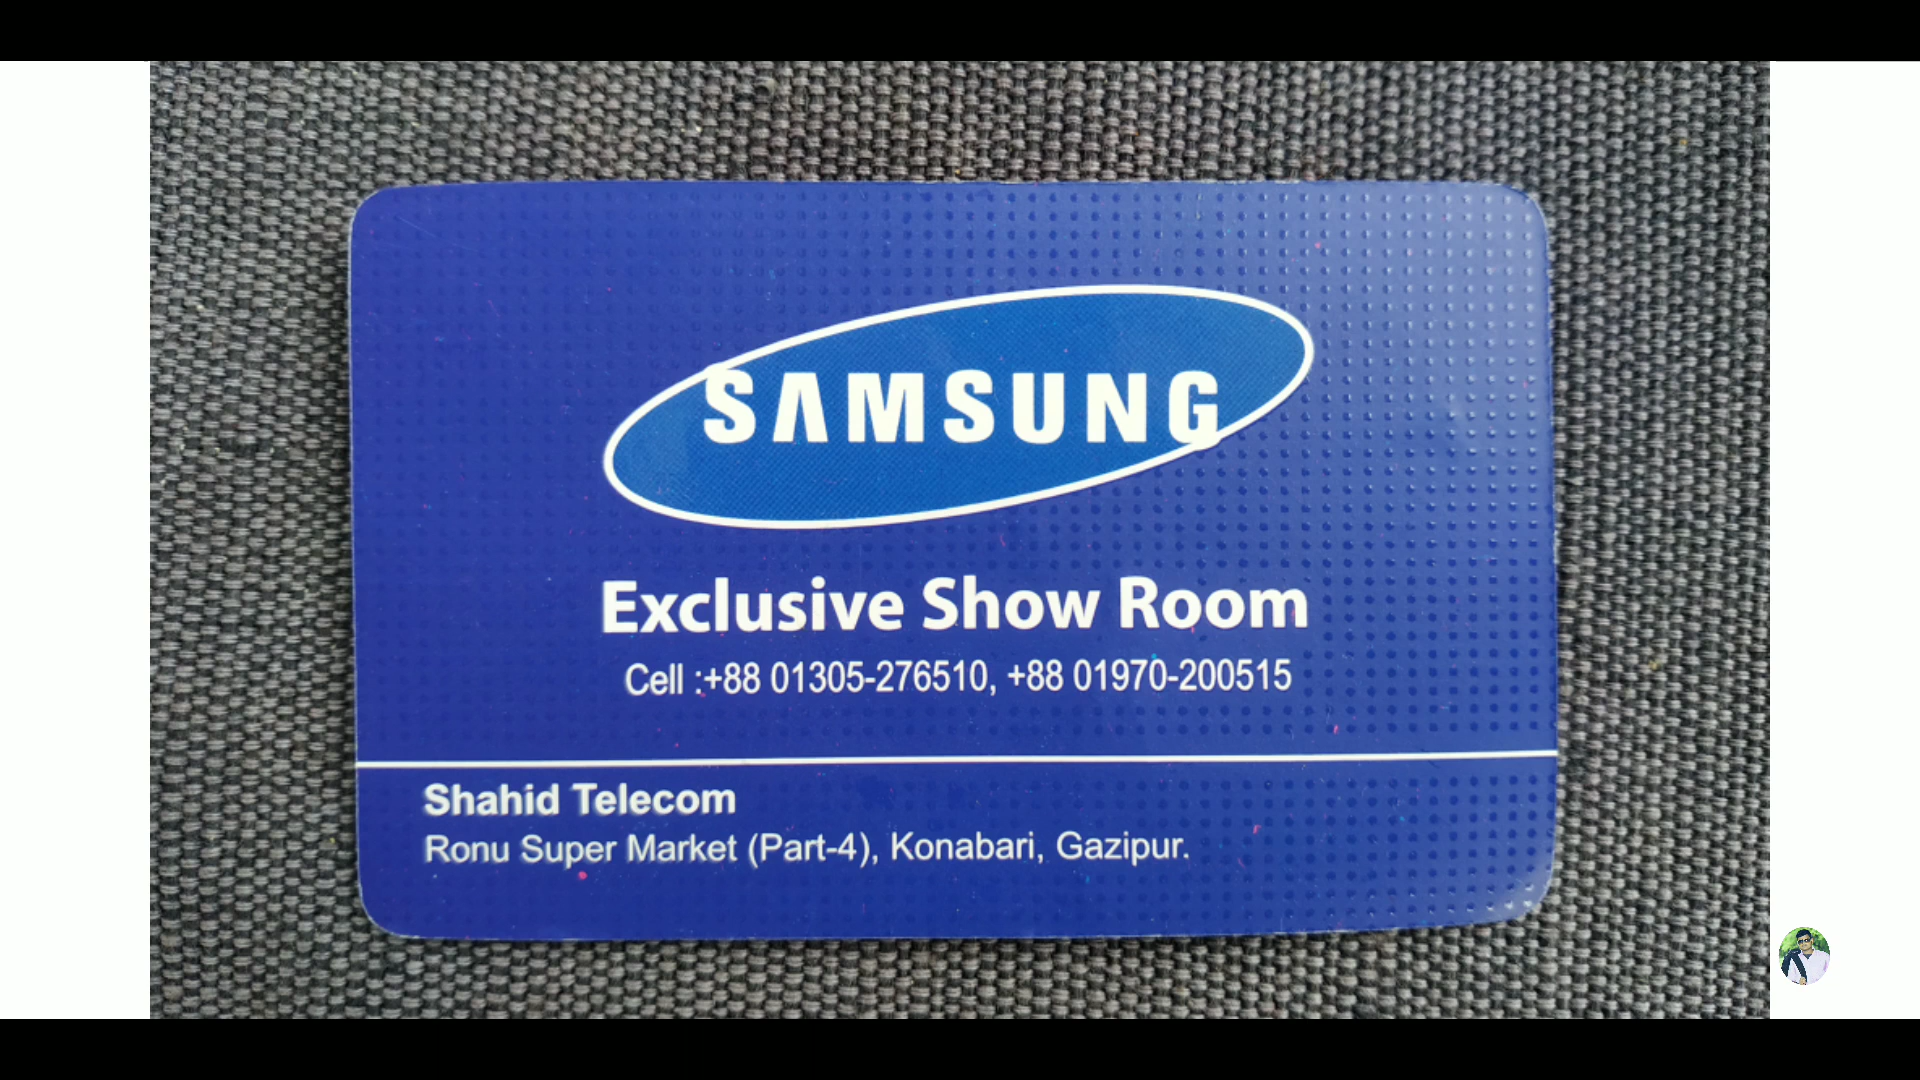 SAMSUNG
Exclusive Show Room
Cell :+88 01305-276510, +88 01970-200515
Shahid Telecom
Ronu Super Market (Part-4), Konabari, Gazipur.